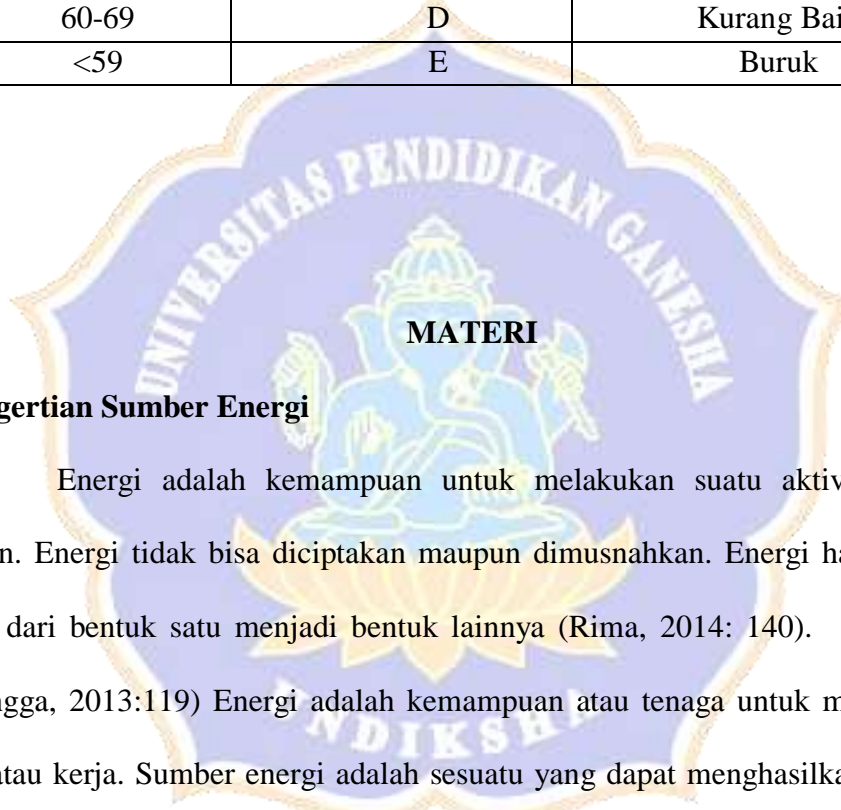 60-69 D Kurang Bai
<59 E Buruk
UNIVERSITAS PENDIDIKAN GANESHA
MATERI
gertian Sumber Energi
Energi adalah kemampuan untuk melakukan suatu aktiv
n. Energi tidak bisa diciptakan maupun dimusnahkan. Energi ha
dari bentuk satu menjadi bentuk lainnya (Rima, 2014: 140).
ngga, 2013:119) Energi adalah kemampuan atau tenaga untuk m
atau kerja. Sumber energi adalah sesuatu yang dapat menghasilka
UNDIKSHA